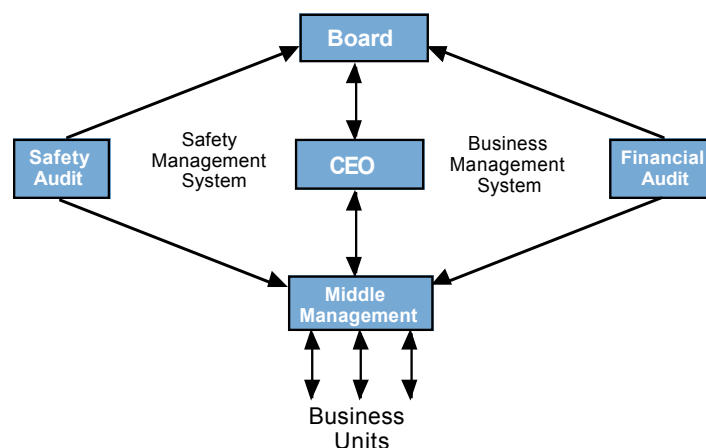 Board
Safety
Management
System
Business
Management
System
Safety
Audit
CEO
Financial
Audit
Middle
Management
Business
Units